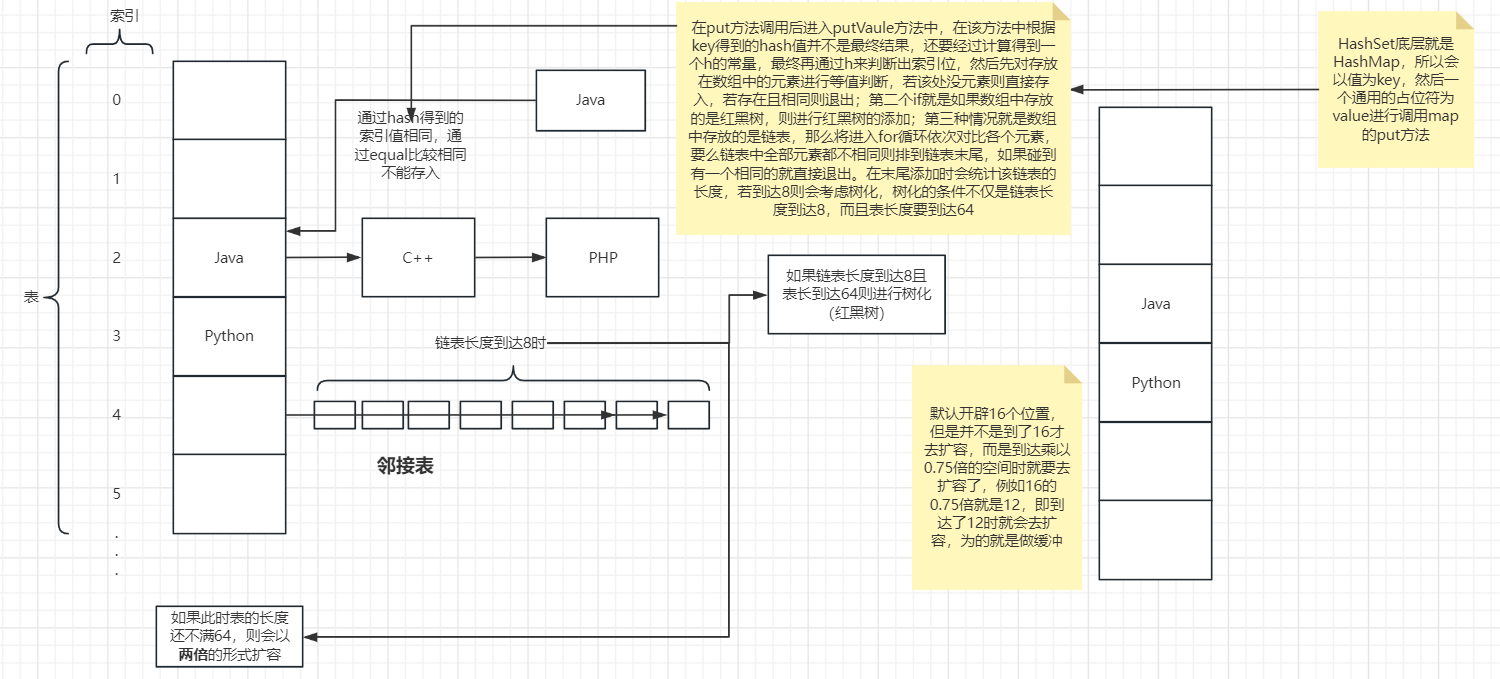 索引
0
1
2
3
4
5
.
.
.
表
Java
Python
Java
通过hash得到的
索引值相同，通
过equal比较相同
不能存入
C++
PHP
在put方法调用后进入putVaule方法中，在该方法中根据
key得到的hash值并不是最终结果，还要经过计算得到一
个h的常量，最终再通过h来判断出索引位，然后先对存放
在数组中的元素进行等值判断，若该处没元素则直接存
入，若存在且相同则退出；第二个if就是如果数组中存放
的是红黑树，则进行红黑树的添加；第三种情况就是数组
中存放的是链表，那么将进入for循环依次对比各个元素，
要么链表中全部元素都不相同则排到链表末尾，如果碰到
有一个相同的就直接退出。在末尾添加时会统计该链表的
长度，若到达8则会考虑树化，树化的条件不仅是链表长
度到达8，而且表长度要到达64
HashSet底层就是
HashMap，所以会
以值为key，然后一
个通用的占位符为
value进行调用map
的put方法
如果链表长度到达8且
表长到达64则进行树化
（红黑树）
链表长度到达8时
邻接表
默认开辟16个位置，
但是并不是到了16才
去扩容，而是到达乘以
0.75倍的空间时就要去
扩容了，例如16的
0.75倍就是12，即到
达了12时就会去扩
容，为的就是做缓冲
Java
Python
如果此时表的长度
还不满64，则会以
两倍的形式扩容